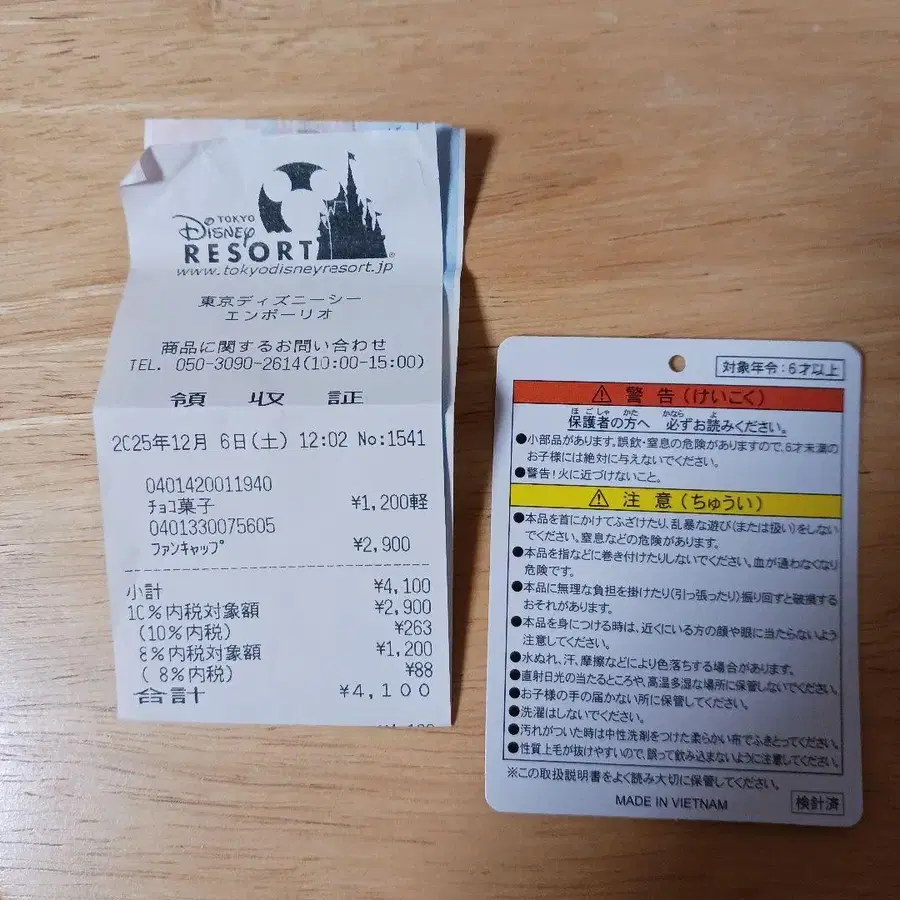 TOKYO
Disney
RESORT®
www.tokyodisneyresort.jp
東京ディズニーシー
エンポーリオ
商品に関するお問い合わせ
TEL. 050-3090-2614(10:00-15:00)
領収証
2025年12月 6日(土) 12:02 No:1541
0401420011940
ﾁｮｺ菓子 ¥1,200軽
0401330075605
ﾌｧﾝｷｬｯﾌﾟ ¥2,900
小計 ¥4,100
10%内税対象額 ¥2,900
(10%内税) ¥263
8%内税対象額 ¥1,200
( 8%内税) ¥88
合計 ¥4,100
対象年令:6才以上
⚠ 警告(けいこく)
ほごしゃ かた かなら よ
保護者の方へ 必ずお読みください。
●小部品があります。誤飲・窒息の危険がありますので、6才未満の
お子様には絶対に与えないでください。
●警告!火に近づけないこと。
⚠ 注意(ちゅうい)
●本品を首にかけてふざけたり、乱暴な遊び(または扱い)をしない
でください。窒息などの危険があります。
●本品を指などに巻き付けたりしないでください。血が通わなくなり
危険です。
●本品に無理な負担を掛けたり(引っ張ったり)振り回すと破損する
おそれがあります。
●本品を身につける時は、近くにいる方の顔や眼に当たらないよう
注意してください。
●水ぬれ、汗、摩擦などにより色落ちする場合があります。
●直射日光の当たるところや、高温多湿な場所に保管しないでください。
●お子様の手の届かない所に保管してください。
●洗濯はしないでください。
●汚れがついた時は中性洗剤をつけた柔らかい布でふきとってください。
●性質上毛が抜けやすいので、誤って飲み込まないように注意してください。
※この取扱説明書をよく読み大切に保管してください。
MADE IN VIETNAM
検針済